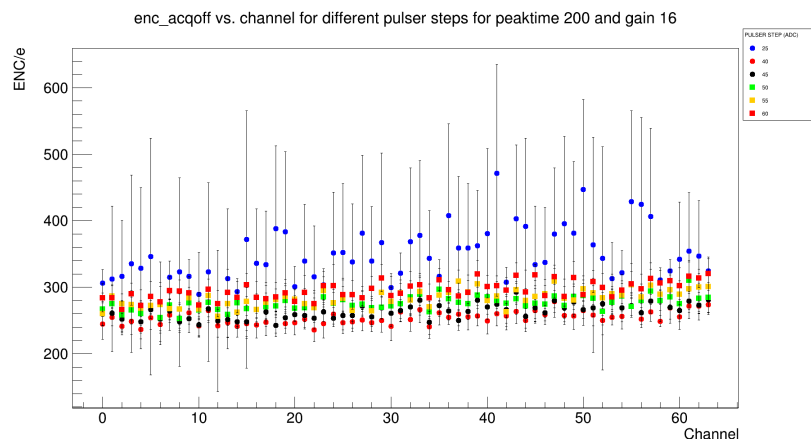 enc_acqoff vs. channel for different pulser steps for peaktime 200 and gain 16
ENC/e
PULSER STEP (ADC)
25
40
45
50
55
60
600
500
400
300
200
0 10 20 30 40 50 60
Channel